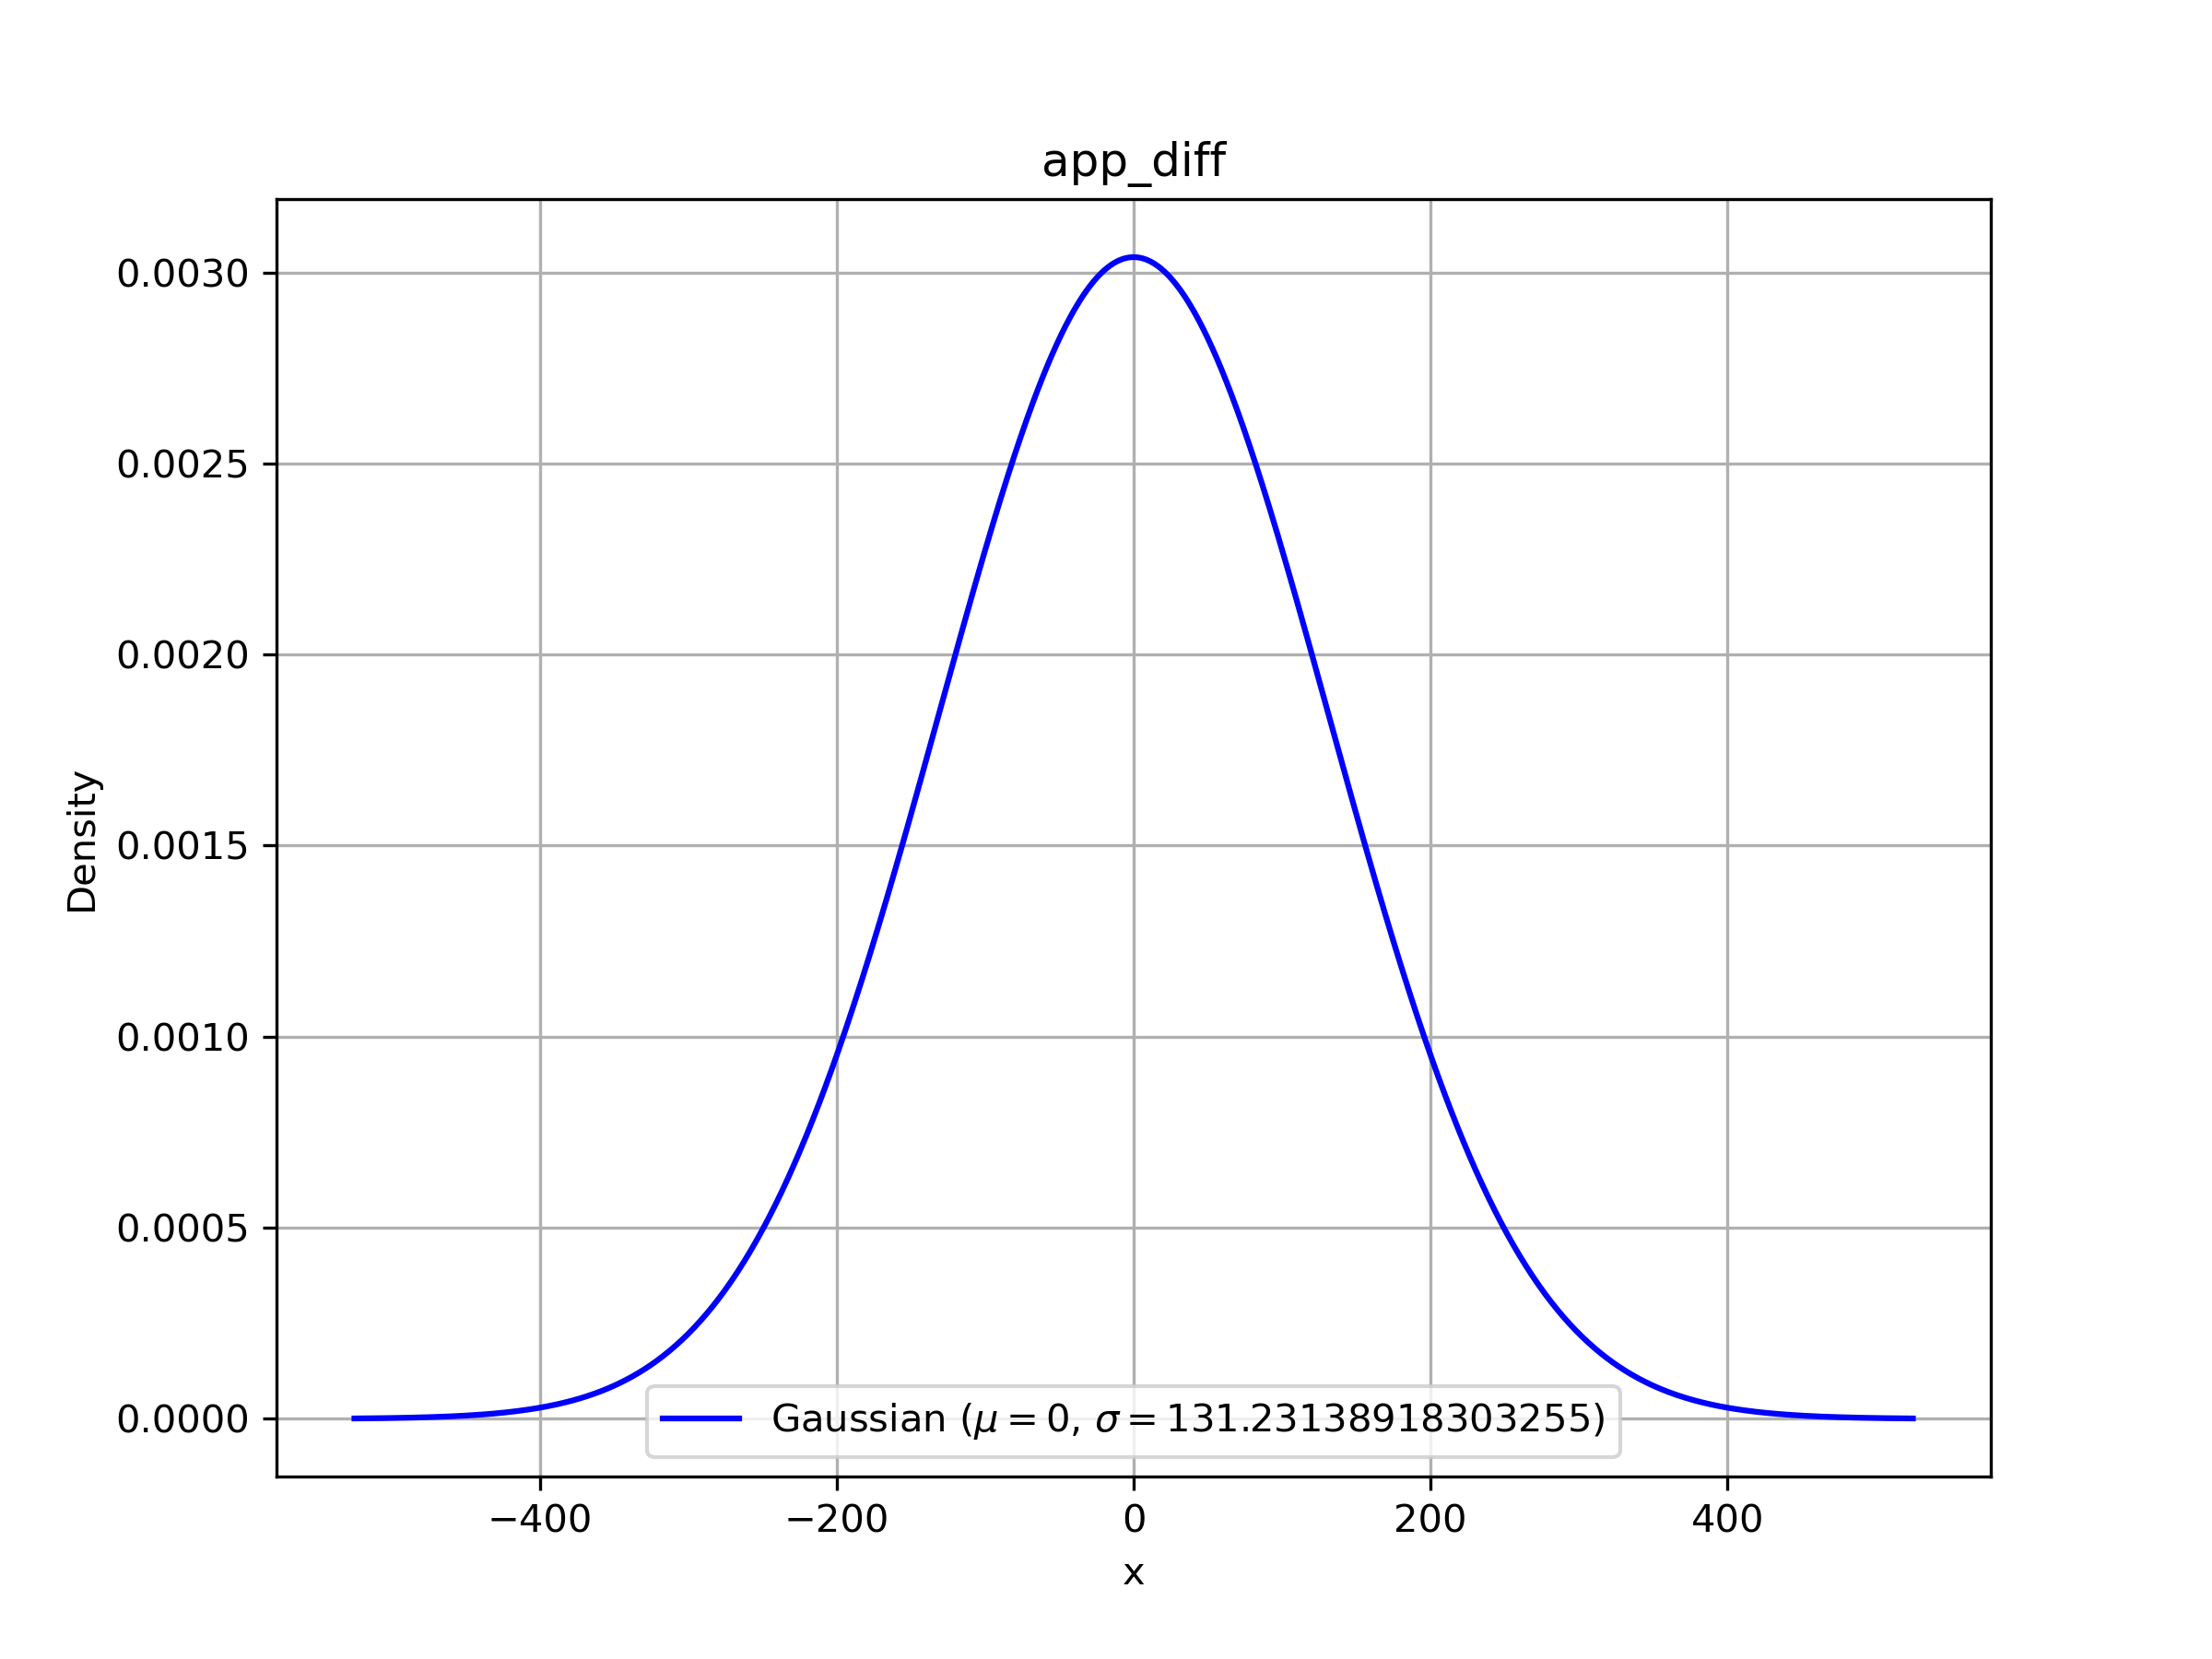 app_diff
0.0030
0.0025
0.0020
0.0015
0.0010
0.0005
0.0000
Density
Gaussian (μ = 0, σ = 131.23138918303255)
−400 −200 0 200 400
x